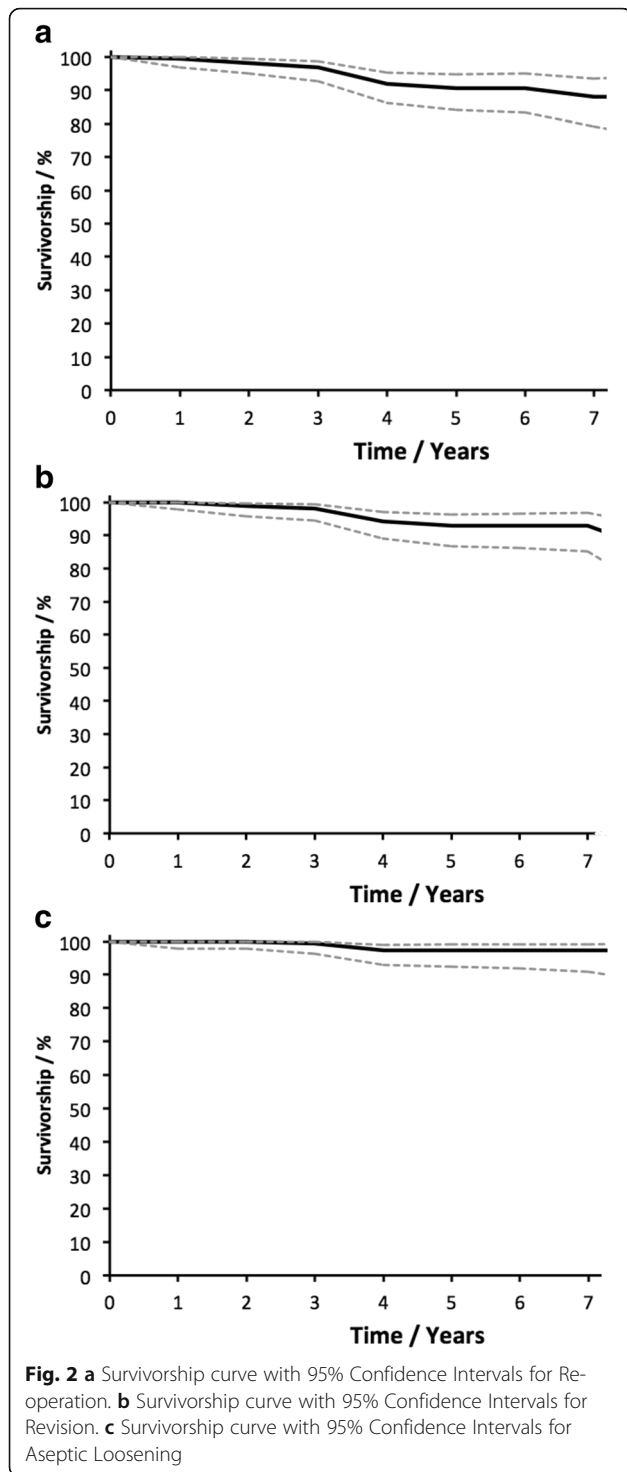 a
100
90
80
70
60
50
40
30
20
10
0
Survivorship / %
0 1 2 3 4 5 6 7
Time / Years
b
100
90
80
70
60
50
40
30
20
10
0
Survivorship / %
0 1 2 3 4 5 6 7
Time / Years
c
100
90
80
70
60
50
40
30
20
10
0
Survivorship / %
0 1 2 3 4 5 6 7
Time / Years
Fig. 2 a Survivorship curve with 95% Confidence Intervals for Re-
operation. b Survivorship curve with 95% Confidence Intervals for
Revision. c Survivorship curve with 95% Confidence Intervals for
Aseptic Loosening